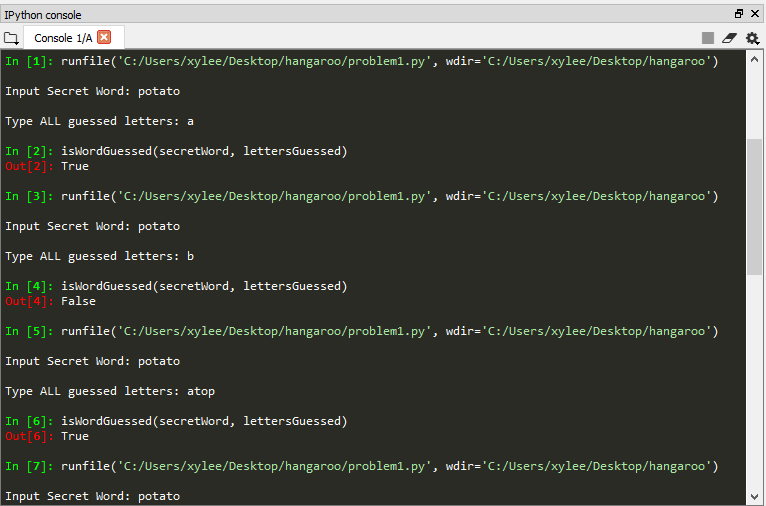 IPython console
Console 1/A
In [1]: runfile('C:/Users/xylee/Desktop/hangaroo/problem1.py', wdir='C:/Users/xylee/Desktop/hangaroo')
Input Secret Word: potato
Type ALL guessed letters: a
In [2]: isWordGuessed(secretWord, lettersGuessed)
Out[2]: True
In [3]: runfile('C:/Users/xylee/Desktop/hangaroo/problem1.py', wdir='C:/Users/xylee/Desktop/hangaroo')
Input Secret Word: potato
Type ALL guessed letters: b
In [4]: isWordGuessed(secretWord, lettersGuessed)
Out[4]: False
In [5]: runfile('C:/Users/xylee/Desktop/hangaroo/problem1.py', wdir='C:/Users/xylee/Desktop/hangaroo')
Input Secret Word: potato
Type ALL guessed letters: atop
In [6]: isWordGuessed(secretWord, lettersGuessed)
Out[6]: True
In [7]: runfile('C:/Users/xylee/Desktop/hangaroo/problem1.py', wdir='C:/Users/xylee/Desktop/hangaroo')
Input Secret Word: potato